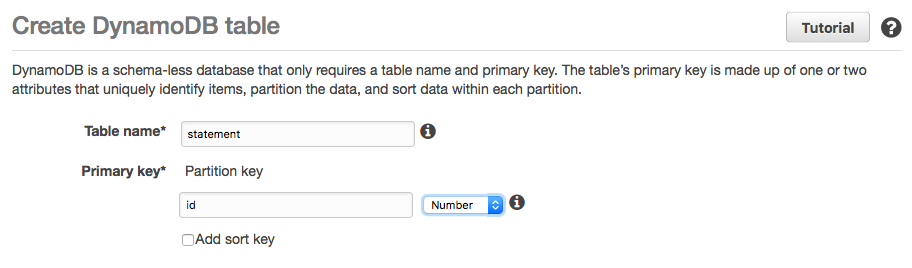 Create DynamoDB table
Tutorial
DynamoDB is a schema-less database that only requires a table name and primary key. The table's primary key is made up of one or two
attributes that uniquely identify items, partition the data, and sort data within each partition.
Table name* statement
Primary key* Partition key
id Number
Add sort key